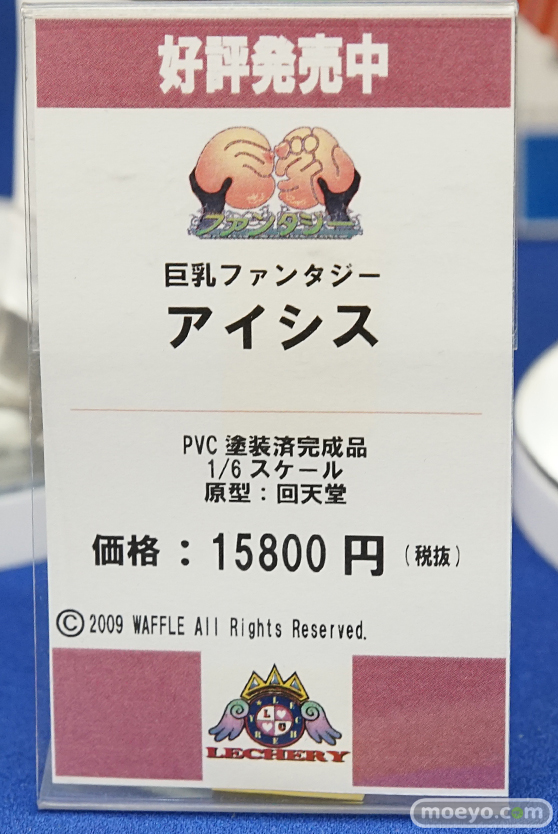 好評発売中
巨乳
ファンタジー
巨乳ファンタジー
アイシス
PVC 塗装済完成品
1/6 スケール
原型：回天堂
価格：15800 円（税抜）
©2009 WAFFLE All Rights Reserved.
LECHERY
moeyo.com